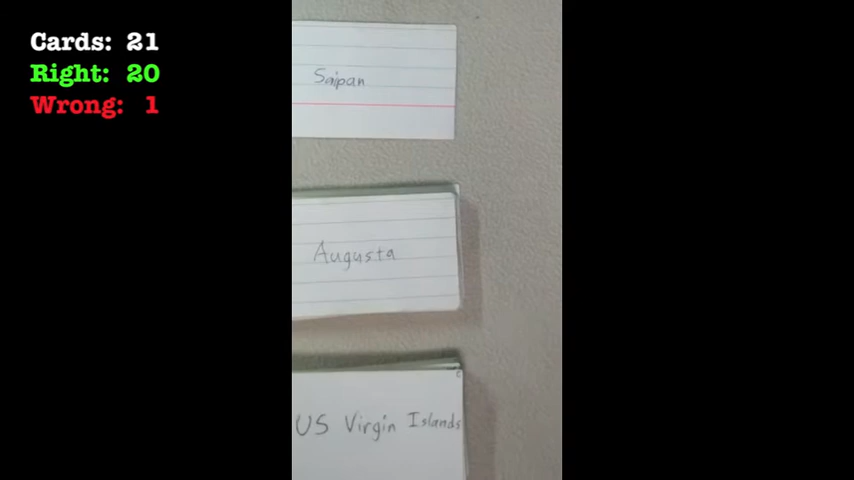 Cards: 21
Right: 20
Wrong: 1
Saipan
Augusta
US Virgin Islands